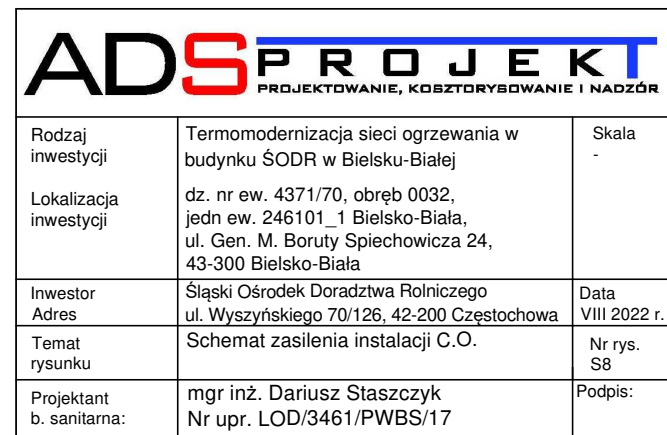 ADS PROJEKT
PROJEKTOWANIE, KOSZTORYSOWANIE I NADZÓR
Rodzaj inwestycji
Termomodernizacja sieci ogrzewania w
budynku ŚODR w Bielsku-Białej
Skala
-
Lokalizacja
inwestycji
dz. nr ew. 4371/70, obręb 0032,
jedn ew. 246101_1 Bielsko-Biała,
ul. Gen. M. Boruty Spiechowicza 24,
43-300 Bielsko-Biała
Inwestor
Adres
Śląski Ośrodek Doradztwa Rolniczego
ul. Wyszyńskiego 70/126, 42-200 Częstochowa
Data
VIII 2022 r.
Temat
rysunku
Schemat zasilenia instalacji C.O.
Nr rys.
S8
Projektant
b. sanitarna:
mgr inż. Dariusz Staszczyk
Nr upr. LOD/3461/PWBS/17
Podpis: